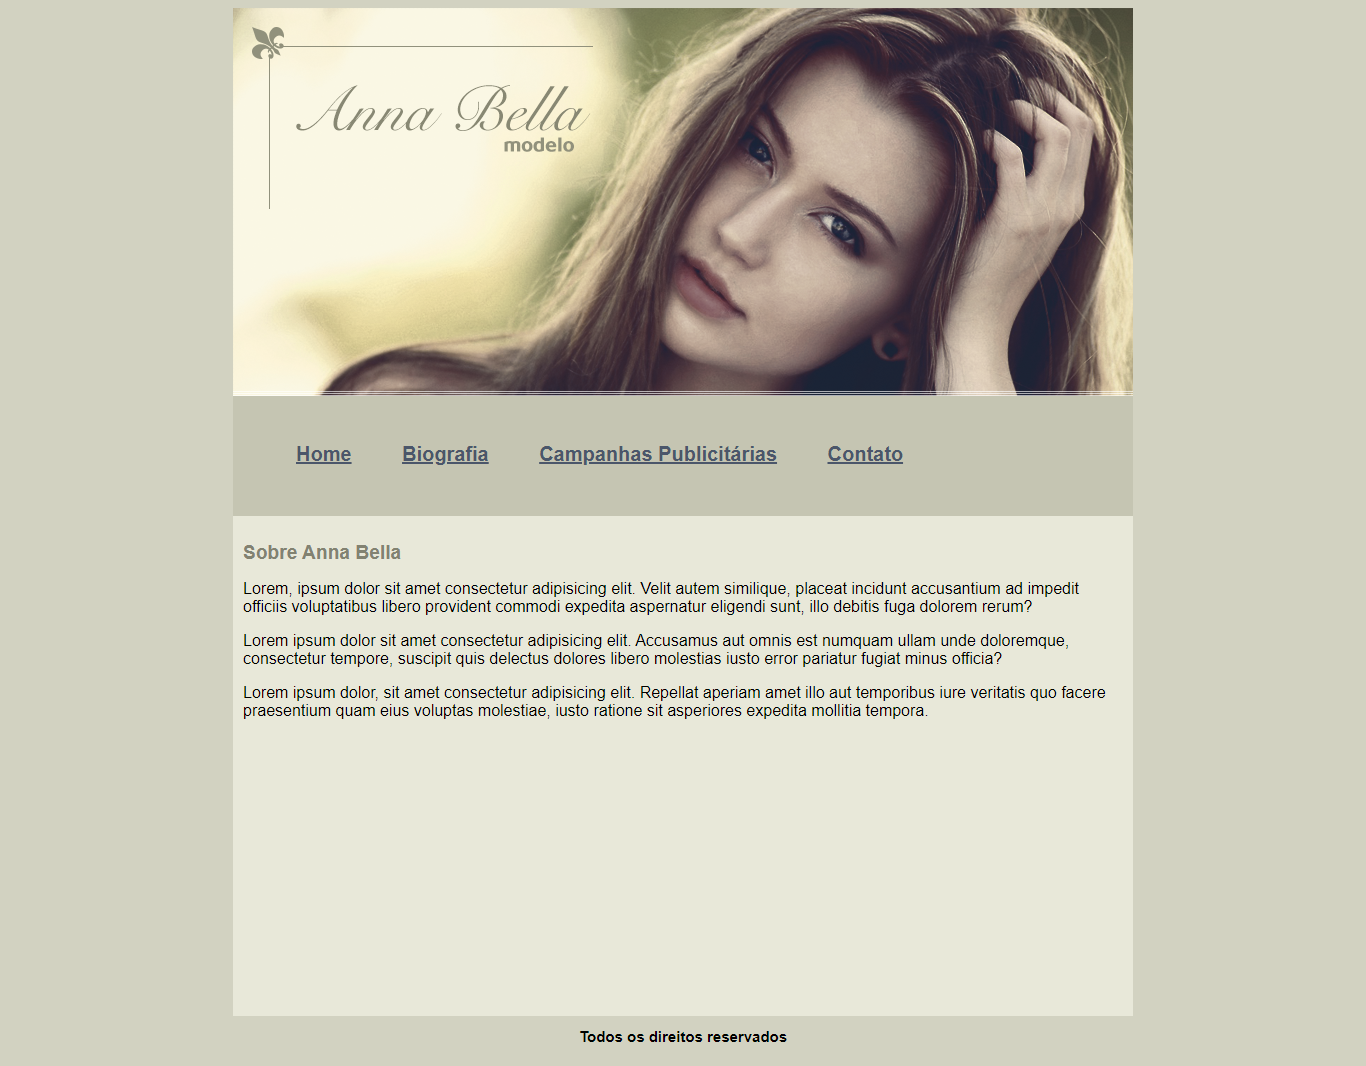 Anna Bella
modelo
Home Biografia Campanhas Publicitárias Contato
Sobre Anna Bella
Lorem, ipsum dolor sit amet consectetur adipisicing elit. Velit autem similique, placeat incidunt accusantium ad impedit
officiis voluptatibus libero provident commodi expedita aspernatur eligendi sunt, illo debitis fuga dolorem rerum?
Lorem ipsum dolor sit amet consectetur adipisicing elit. Accusamus aut omnis est numquam ullam unde doloremque,
consectetur tempore, suscipit quis delectus dolores libero molestias iusto error pariatur fugiat minus officia?
Lorem ipsum dolor, sit amet consectetur adipisicing elit. Repellat aperiam amet illo aut temporibus iure veritatis quo facere
praesentium quam eius voluptas molestiae, iusto ratione sit asperiores expedita mollitia tempora.
Todos os direitos reservados